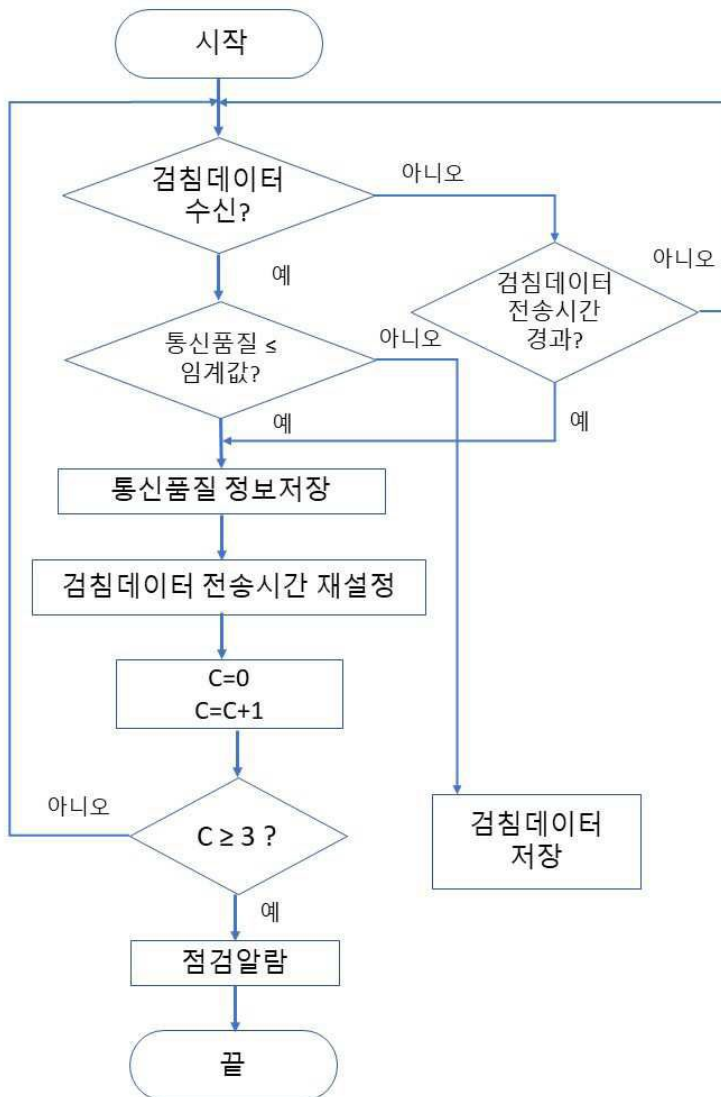 시작
검침데이터
수신?
아니오
예
검침데이터
전송시간
경과?
아니오
통신품질 ≤
임계값?
아니오
예
예
통신품질 정보저장
검침데이터 전송시간 재설정
C=0
C=C+1
아니오
C ≥ 3 ?
검침데이터
저장
예
점검알람
끝